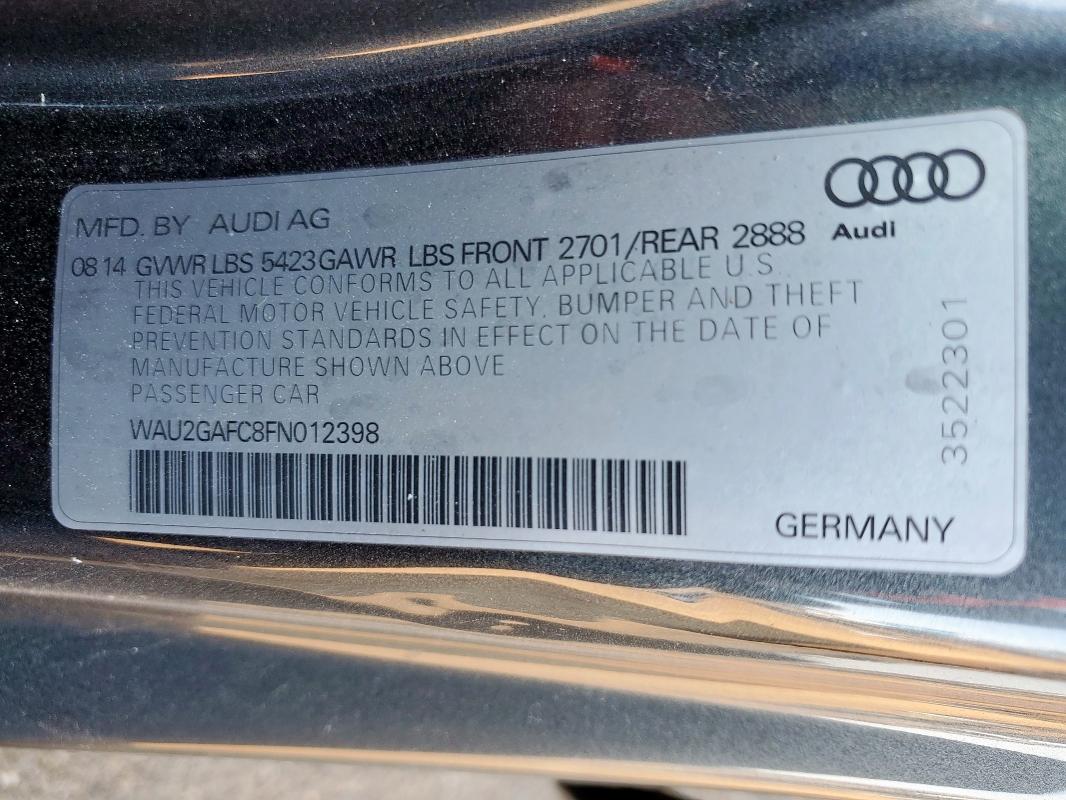 MFD. BY AUDI AG
Audi
08 14 GVWR LBS 5423 GAWR LBS FRONT 2701/REAR 2888
THIS VEHICLE CONFORMS TO ALL APPLICABLE U.S.
FEDERAL MOTOR VEHICLE SAFETY, BUMPER AND THEFT
PREVENTION STANDARDS IN EFFECT ON THE DATE OF
MANUFACTURE SHOWN ABOVE
PASSENGER CAR
WAU2GAFC8FN012398
3522301
GERMANY